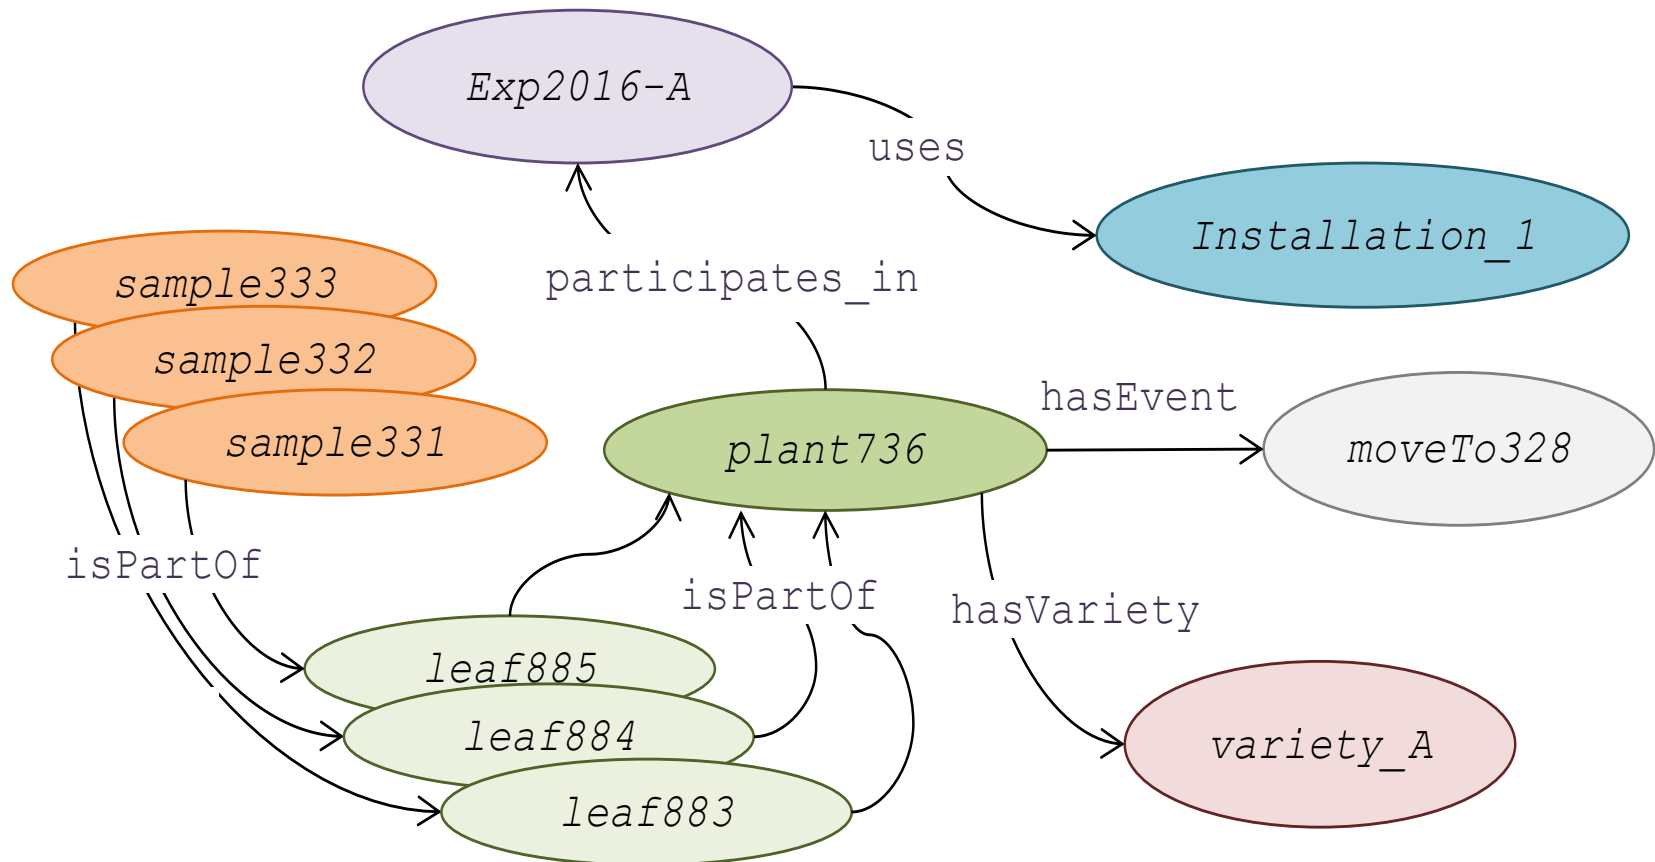 Exp2016-A
uses
Installation_1
participates_in
sample333
sample332
sample331
hasEvent
plant736
moveTo328
isPartOf
isPartOf
hasVariety
leaf885
leaf884
leaf883
variety_A